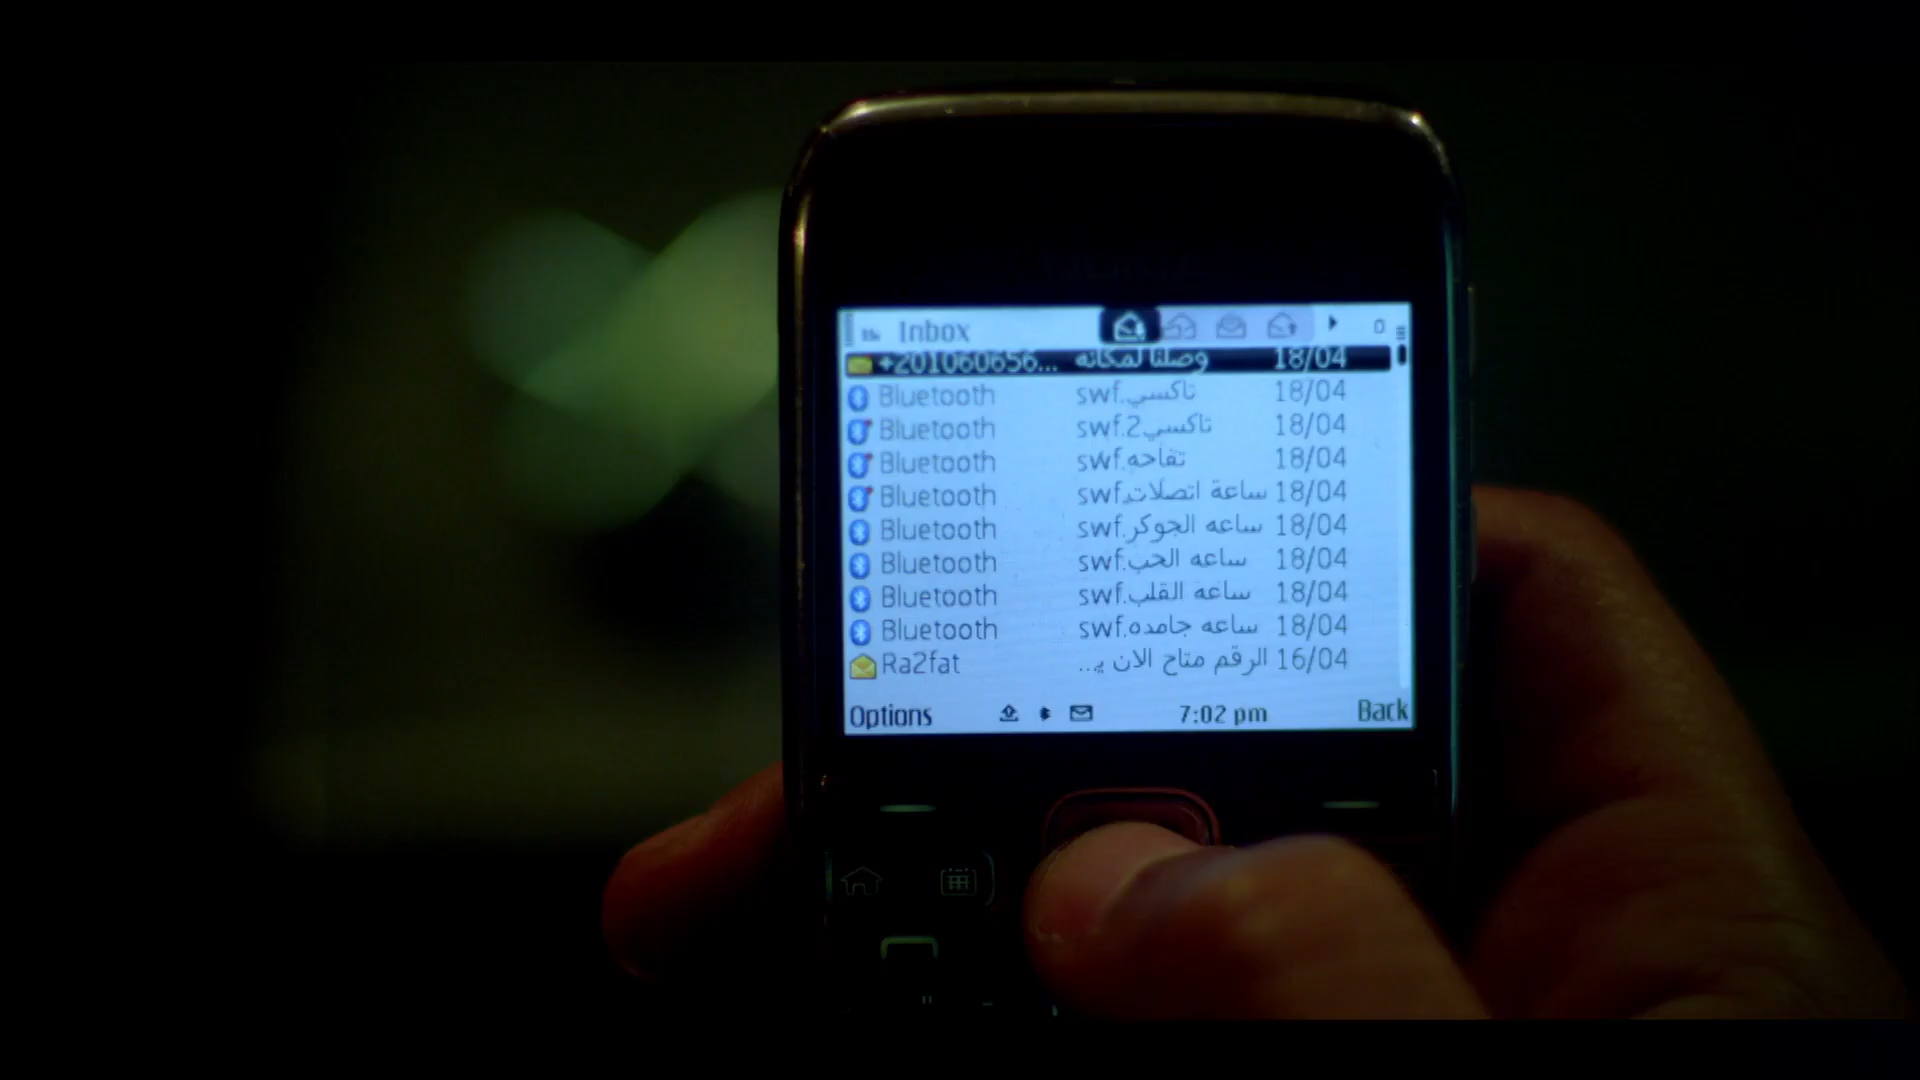 Inbox
+201060656... وصلنا لمكانه 18/04
Bluetooth تاكسي.swf 18/04
Bluetooth تاكسي2.swf 18/04
Bluetooth تفاحه.swf 18/04
Bluetooth ساعة اتصلات.swf 18/04
Bluetooth ساعه الجوكر.swf 18/04
Bluetooth ساعه الحب.swf 18/04
Bluetooth ساعه القلب.swf 18/04
Bluetooth ساعه جامده.swf 18/04
Ra2fat الرقم متاح الان يـ... 16/04
Options 7:02 pm Back